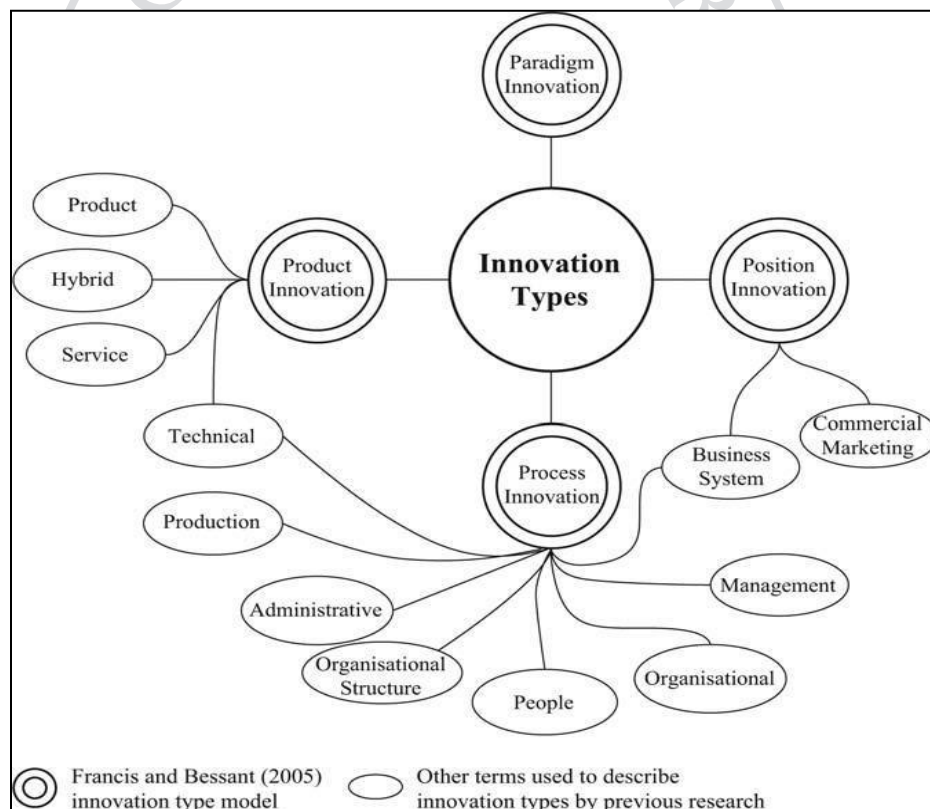 Paradigm
Innovation
Product
Hybrid
Service
Product
Innovation
Innovation
Types
Position
Innovation
Technical
Production
Administrative
Organisational
Structure
People
Organisational
Management
Process
Innovation
Business
System
Commercial
Marketing
Francis and Bessant (2005)
innovation type model
Other terms used to describe
innovation types by previous research